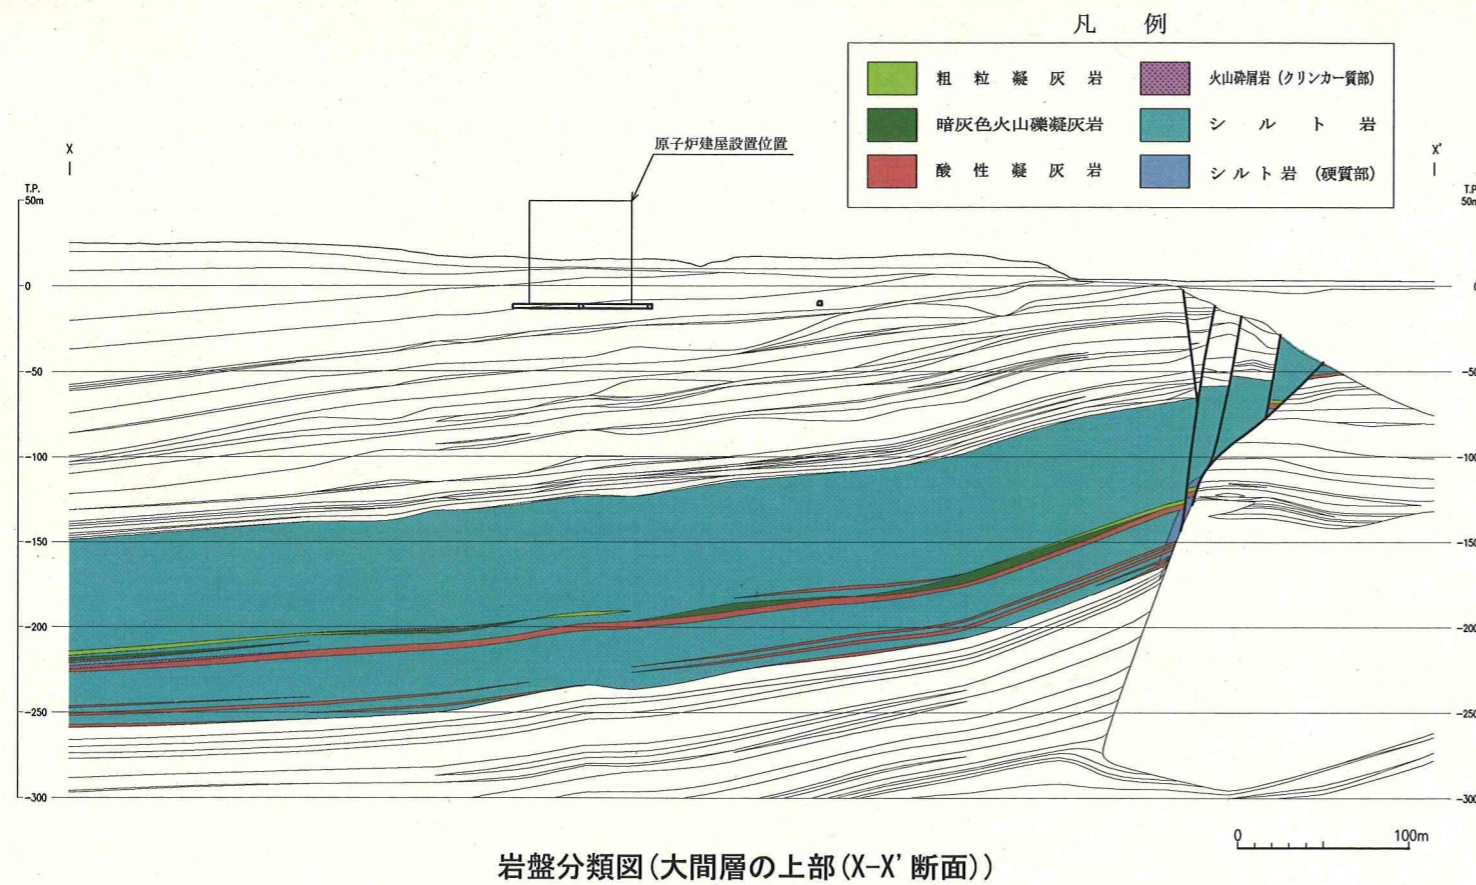 凡 例
粗粒凝灰岩
火山砕屑岩 (クリンカー質部)
暗灰色火山礫凝灰岩
シルト岩
酸性凝灰岩
シルト岩 (硬質部)
原子炉建屋設置位置
X
X'
T.P.
50m
0
-50
-100
-150
-200
-250
-300
T.P.
50m
0
-50
-100
-150
-200
-250
-300
0 100m
岩盤分類図(大間層の上部(X-X'断面))